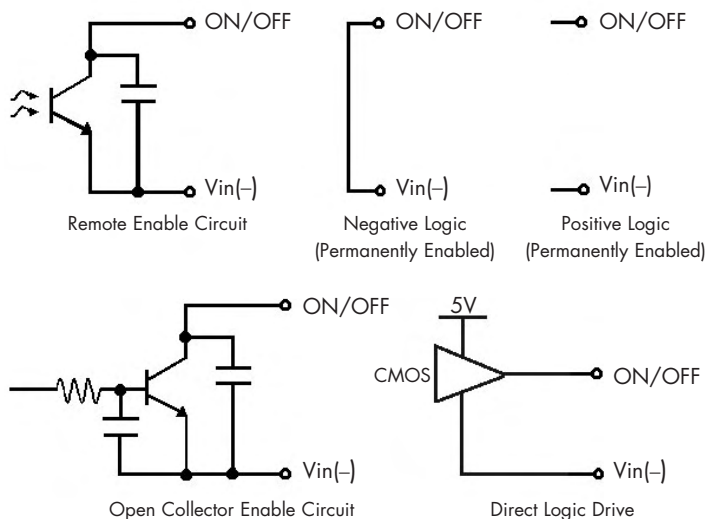 ON/OFF
Vin(–)
Remote Enable Circuit
ON/OFF
Vin(–)
Negative Logic
(Permanently Enabled)
ON/OFF
Vin(–)
Positive Logic
(Permanently Enabled)
ON/OFF
Vin(–)
Open Collector Enable Circuit
5V
CMOS
ON/OFF
Vin(–)
Direct Logic Drive